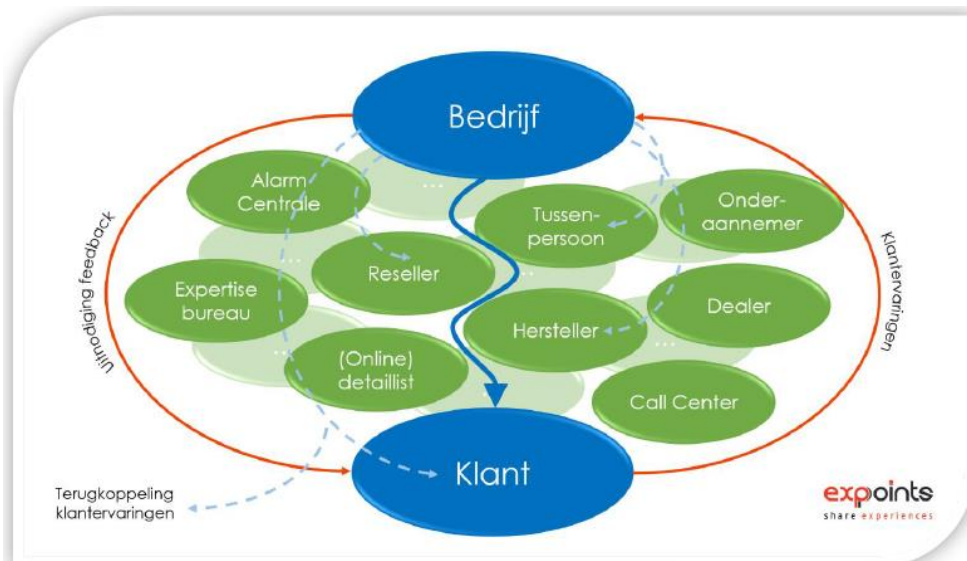 Bedrijf
Alarm
Centrale
...
Tussen-
persoon
Onder-
aannemer
Uitnodiging feedback
Klantervaringen
...
Reseller
...
Expertise
bureau
Hersteller
Dealer
...
(Online)
detaillist
...
...
Call Center
Klant
Terugkoppeling
klantervaringen
expoints
share experiences